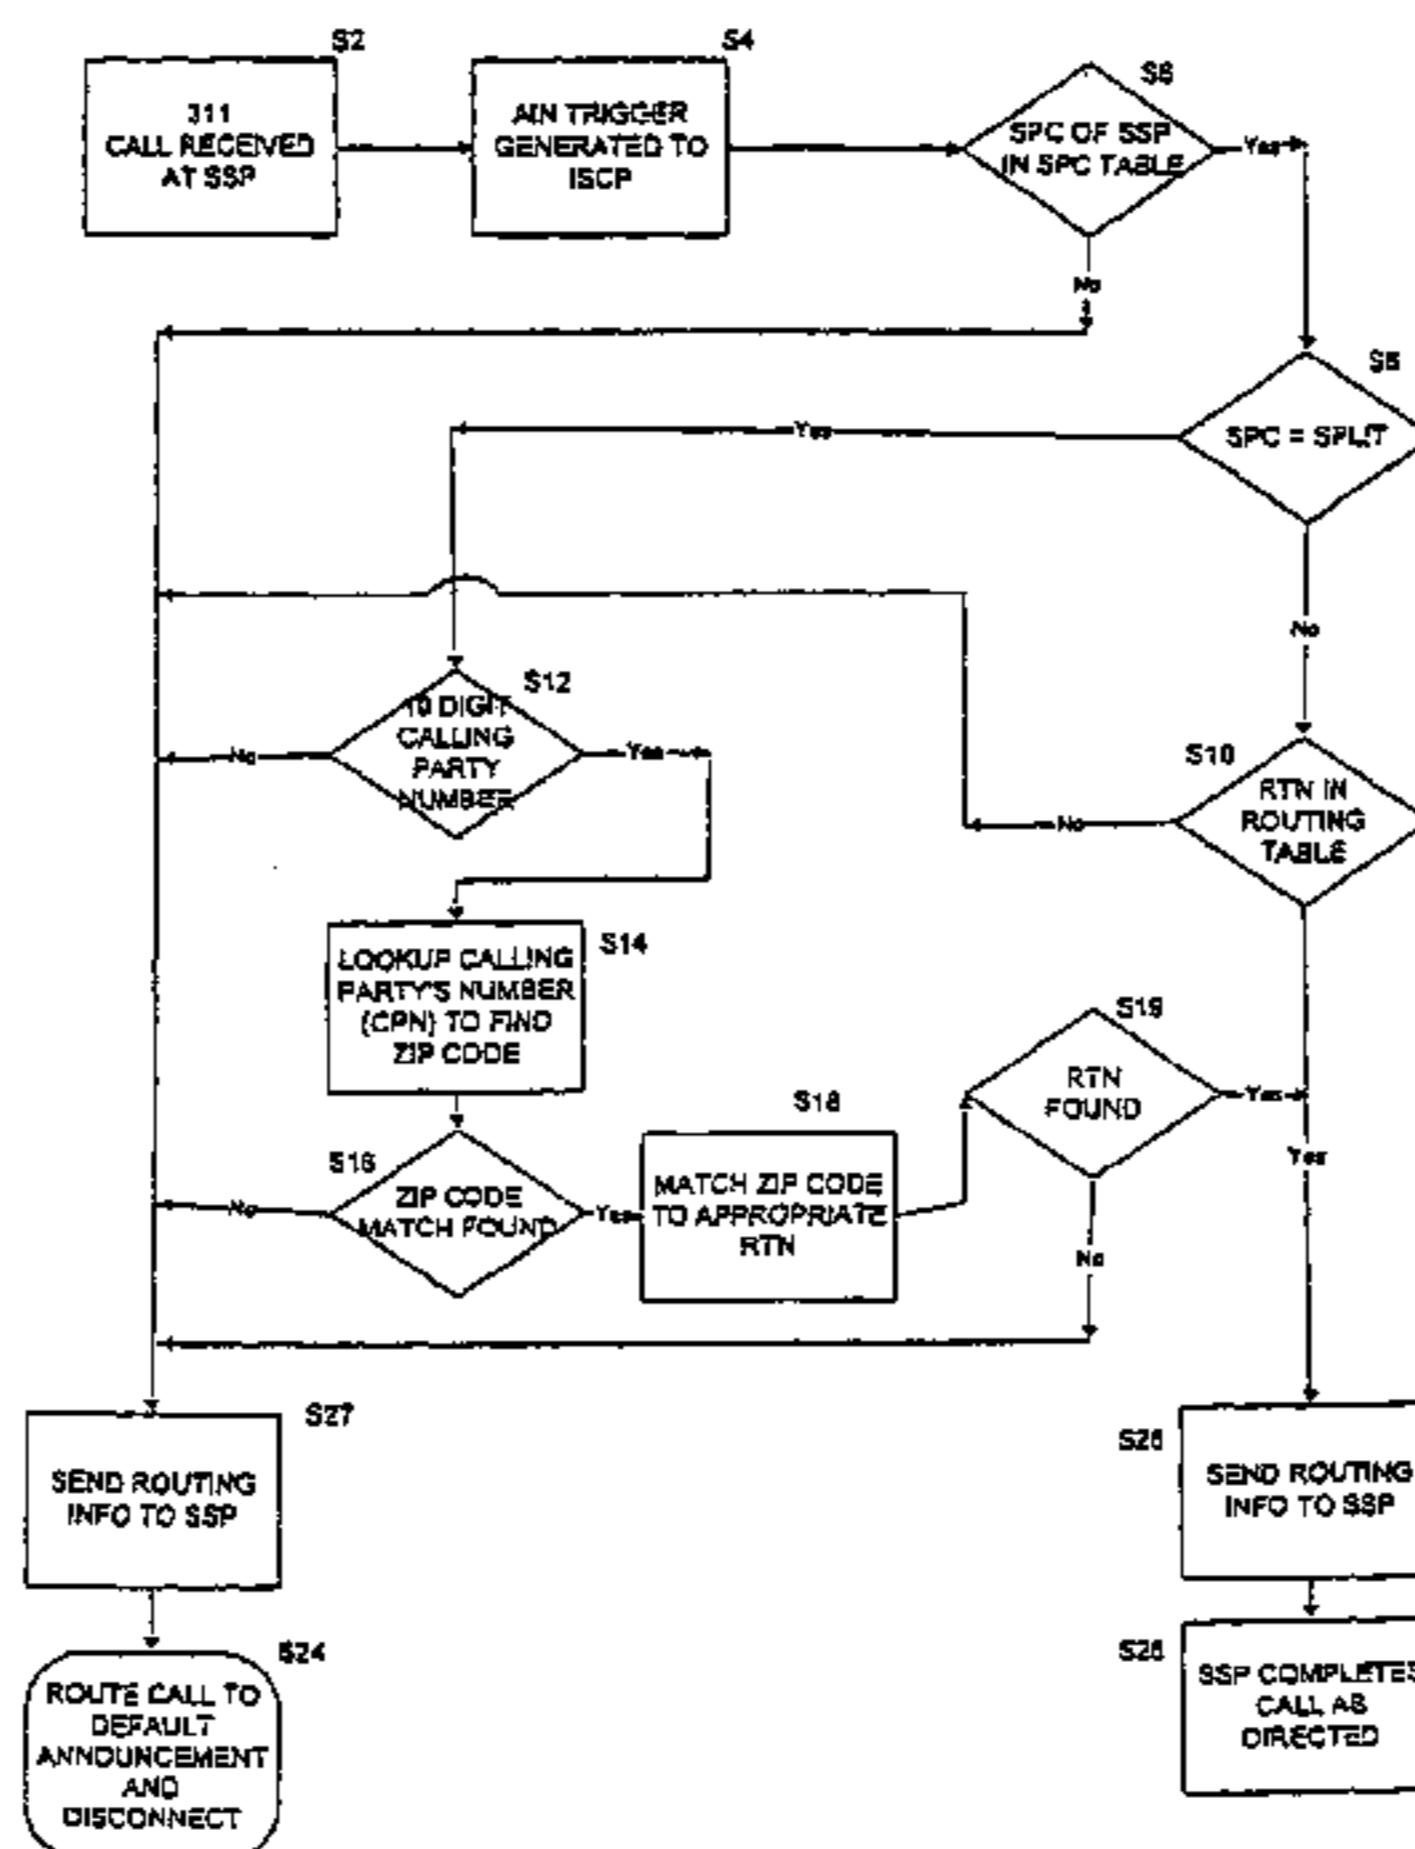 S2
311
CALL RECEIVED
AT SSP
S4
AIN TRIGGER
GENERATED TO
ISCP
S6
SPC OF SSP
IN SPC TABLE
Yes
No
SPC = SPLIT
Yes
No
S12
10 DIGIT
CALLING
PARTY
NUMBER
No
Yes
S10
RTN IN
ROUTING
TABLE
No
Yes
S14
LOOKUP CALLING
PARTY'S NUMBER
(CPN) TO FIND
ZIP CODE
S16
ZIP CODE
MATCH FOUND
No
Yes
S18
MATCH ZIP CODE
TO APPROPRIATE
RTN
S19
RTN
FOUND
Yes
No
S27
SEND ROUTING
INFO TO SSP
S24
ROUTE CALL TO
DEFAULT
ANNOUNCEMENT
AND
DISCONNECT
SEND ROUTING
INFO TO SSP
SSP COMPLETES
CALL AS
DIRECTED